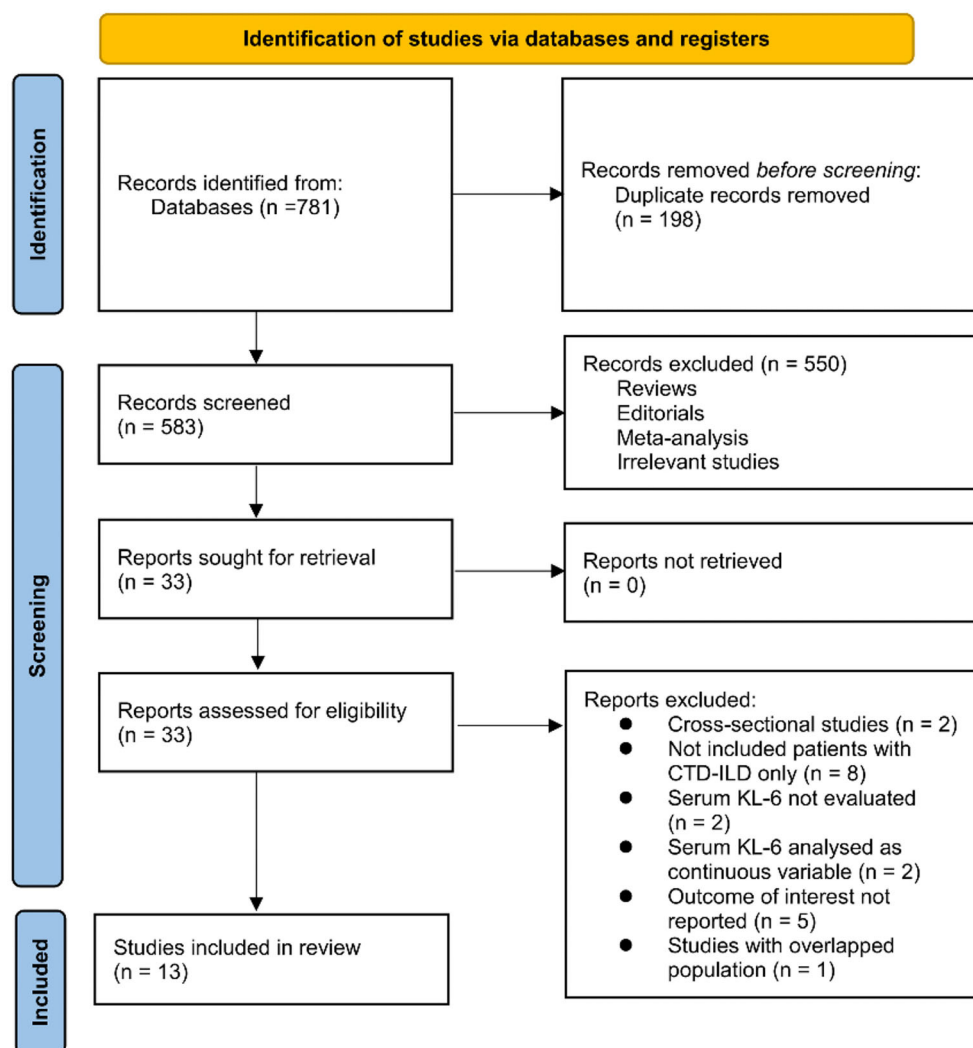 Identification of studies via databases and registers
Identification
Records identified from:
Databases (n =781)
Records removed before screening:
Duplicate records removed
(n = 198)
Screening
Records screened
(n = 583)
Records excluded (n = 550)
Reviews
Editorials
Meta-analysis
Irrelevant studies
Reports sought for retrieval
(n = 33)
Reports not retrieved
(n = 0)
Reports assessed for eligibility
(n = 33)
Reports excluded:
● Cross-sectional studies (n = 2)
● Not included patients with
CTD-ILD only (n = 8)
● Serum KL-6 not evaluated
(n = 2)
● Serum KL-6 analysed as
continuous variable (n = 2)
● Outcome of interest not
reported (n = 5)
● Studies with overlapped
population (n = 1)
Included
Studies included in review
(n = 13)